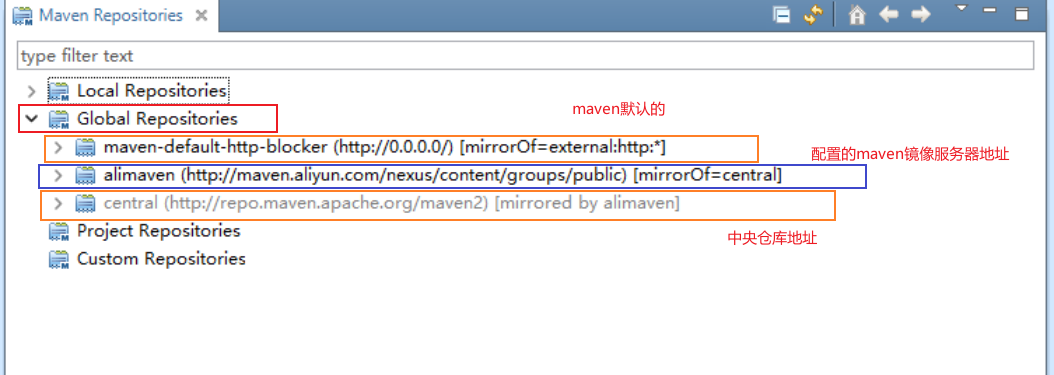 Maven Repositories
type filter text
Local Repositories
maven默认的
Global Repositories
maven-default-http-blocker (http://0.0.0.0/) [mirrorOf=external:http:*]
配置的maven镜像服务器地址
alimaven (http://maven.aliyun.com/nexus/content/groups/public) [mirrorOf=central]
central (http://repo.maven.apache.org/maven2) [mirrored by alimaven]
Project Repositories
中央仓库地址
Custom Repositories